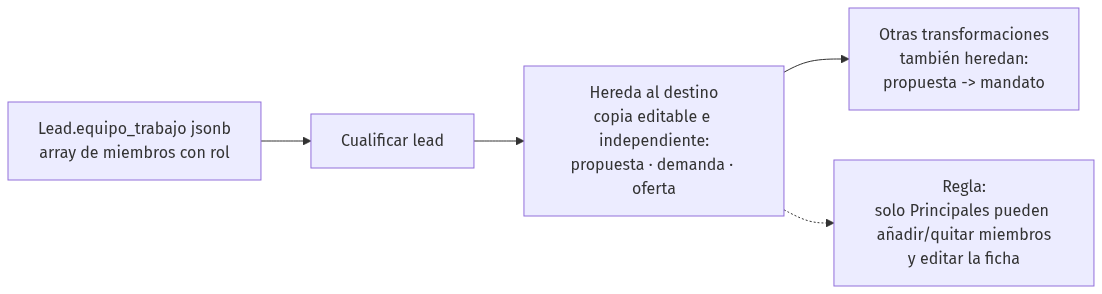 Lead.equipo_trabajo jsonb
array de miembros con rol
Cualificar lead
Hereda al destino
copia editable e
independiente:
propuesta · demanda ·
oferta
Otras transformaciones
también heredan:
propuesta -> mandato
Regla:
solo Principales pueden
añadir/quitar miembros
y editar la ficha